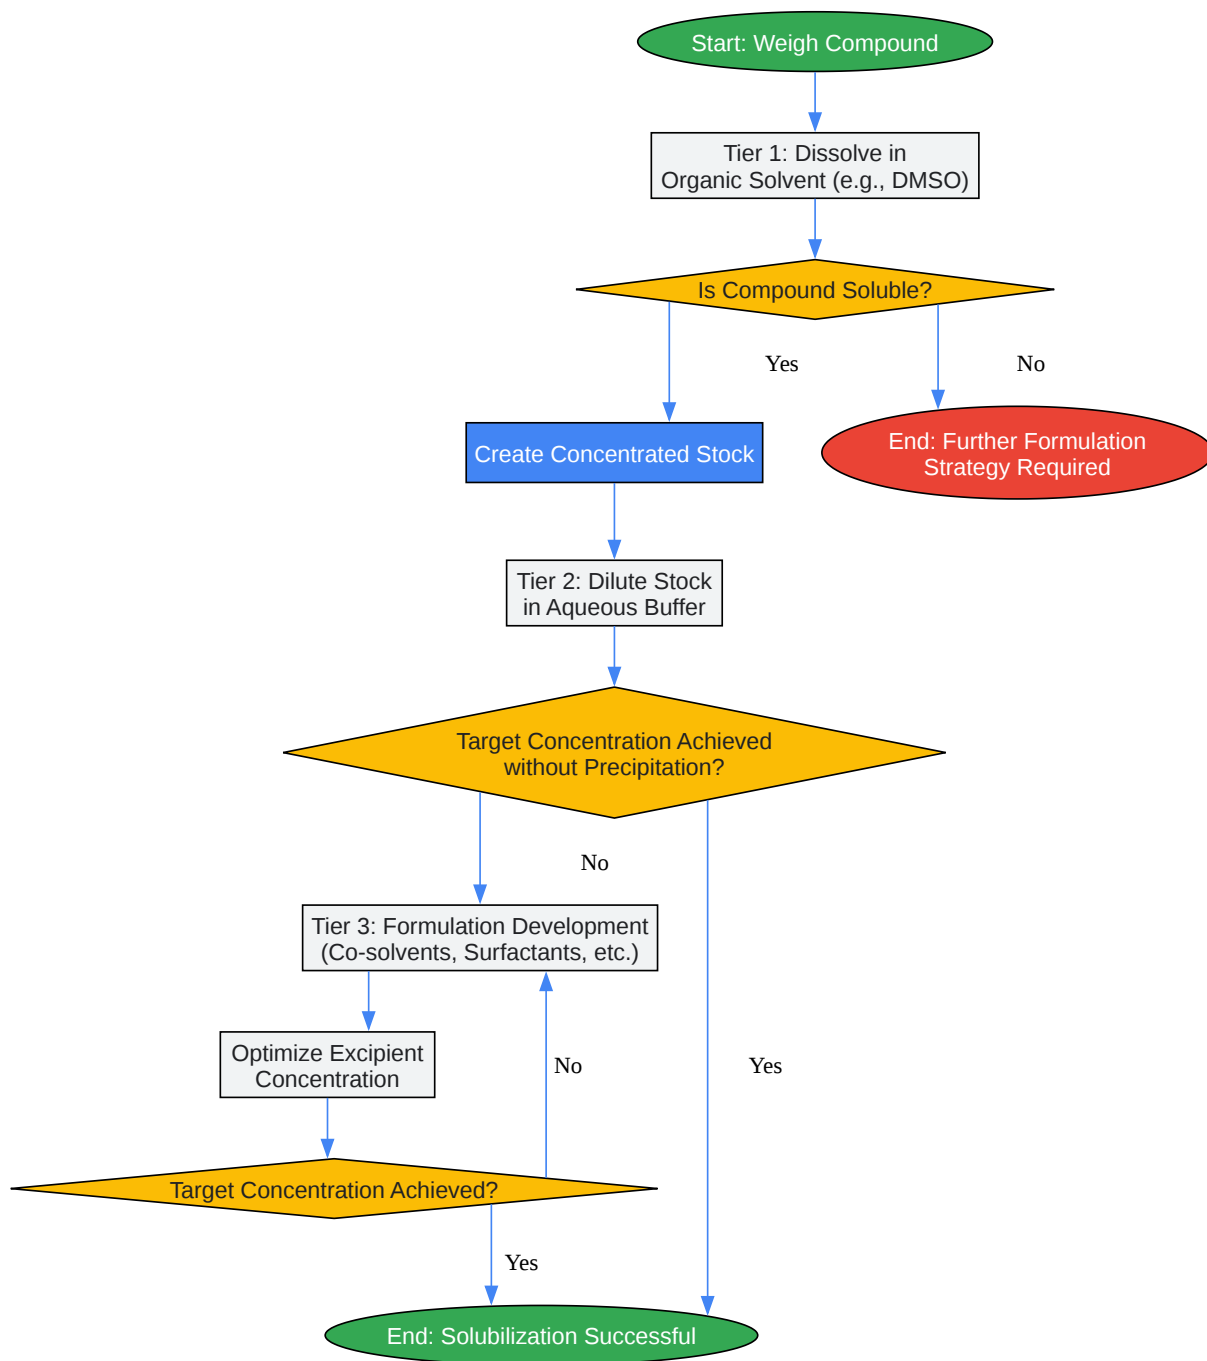 Start: Weigh Compound
Tier 1: Dissolve in
Organic Solvent (e.g., DMSO)
Is Compound Soluble?
Yes
No
Create Concentrated Stock
End: Further Formulation
Strategy Required
Tier 2: Dilute Stock
in Aqueous Buffer
Target Concentration Achieved
without Precipitation?
No
Tier 3: Formulation Development
(Co-solvents, Surfactants, etc.)
Optimize Excipient
Concentration
No
Yes
Target Concentration Achieved?
Yes
End: Solubilization Successful